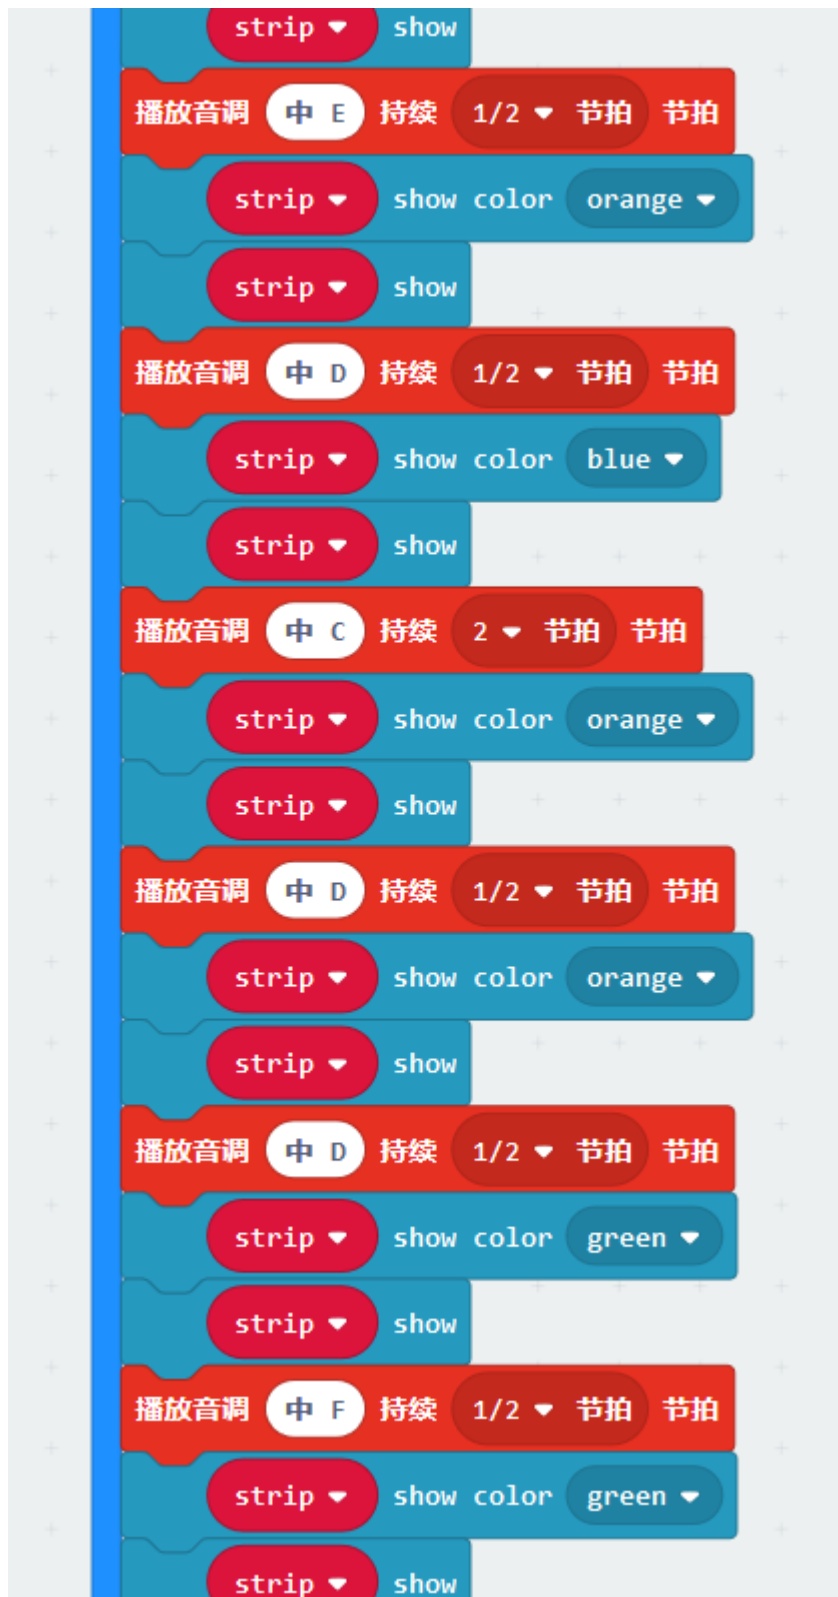 strip show
播放音调 中 E 持续 1/2 节拍 节拍
strip show color orange
strip show
播放音调 中 D 持续 1/2 节拍 节拍
strip show color blue
strip show
播放音调 中 C 持续 2 节拍 节拍
strip show color orange
strip show
播放音调 中 D 持续 1/2 节拍 节拍
strip show color orange
strip show
播放音调 中 D 持续 1/2 节拍 节拍
strip show color green
strip show
播放音调 中 F 持续 1/2 节拍 节拍
strip show color green
strip show